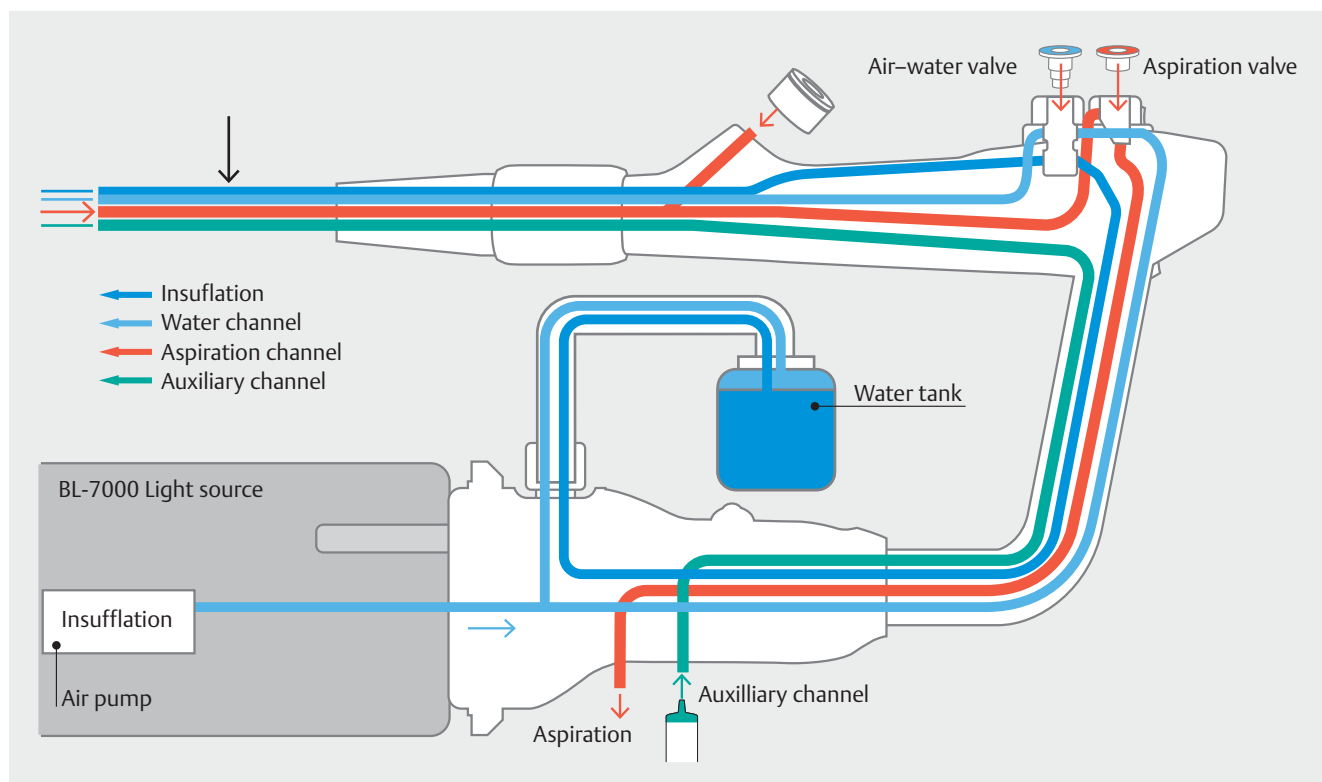 Air–water valve
Aspiration valve
Insuflation
Water channel
Aspiration channel
Auxiliary channel
Water tank
BL-7000 Light source
Insufflation
Air pump
Auxilliary channel
Aspiration